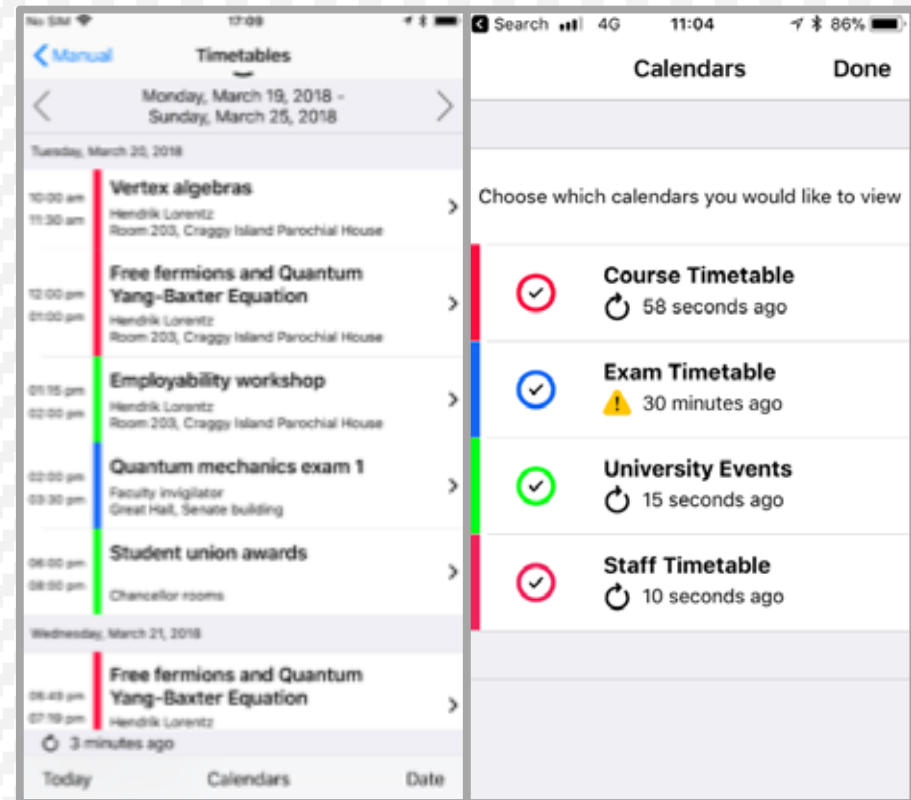 No SIM 17:09
Manual Timetables
Monday, March 19, 2018 -
Sunday, March 25, 2018
Tuesday, March 20, 2018
10:00 am
11:30 am
Vertex algebras
Hendrik Lorentz
Room 203, Craggy Island Parochial House
12:00 pm
01:00 pm
Free fermions and Quantum
Yang-Baxter Equation
Hendrik Lorentz
Room 203, Craggy Island Parochial House
01:15 pm
02:00 pm
Employability workshop
Hendrik Lorentz
Room 203, Craggy Island Parochial House
02:00 pm
03:30 pm
Quantum mechanics exam 1
Faculty invigilator
Great Hall, Senate building
06:00 pm
08:00 pm
Student union awards
Chancellor rooms
Wednesday, March 21, 2018
06:49 pm
07:19 pm
Free fermions and Quantum
Yang-Baxter Equation
Hendrik Lorentz
3 minutes ago
Today Calendars Date
Search 4G 11:04 86%
Calendars Done
Choose which calendars you would like to view
Course Timetable
58 seconds ago
Exam Timetable
30 minutes ago
University Events
15 seconds ago
Staff Timetable
10 seconds ago